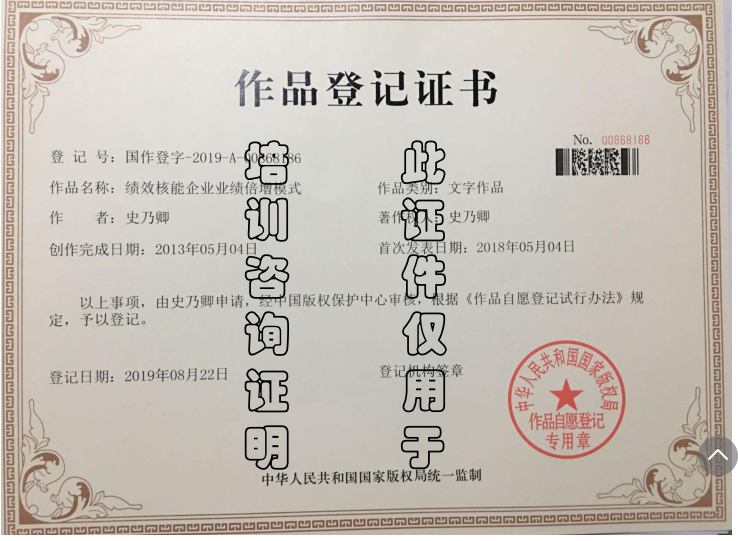 作品登记证书
No. 00868186
登 记 号：国作登字-2019-A-00868186
作品名称：绩效核能企业业绩倍增模式
作品类别：文字作品
作 者：史乃卿
著作权人：史乃卿
创作完成日期：2013年05月04日
首次发表日期：2018年05月04日
以上事项，由史乃卿申请，经中国版权保护中心审核，根据《作品自愿登记试行办法》规
定，予以登记。
登记日期：2019年08月22日
登记机构签章
中华人民共和国国家版权局
作品自愿登记
专用章
中华人民共和国国家版权局统一监制
此证件仅用于
培训咨询证明